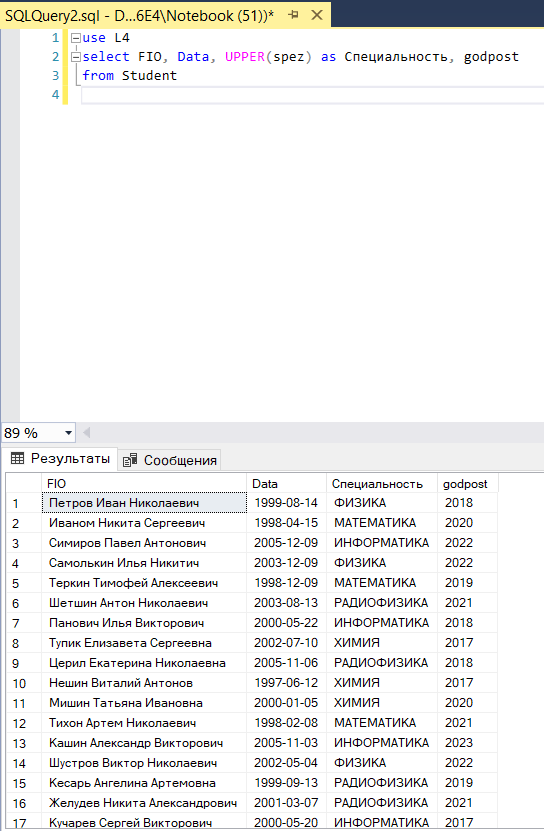 SQLQuery2.sql - D...6E4\Notebook (51))*
1 use L4
2 select FIO, Data, UPPER(spez) as Специальность, godpost
3 from Student
4
89 %
Результаты Сообщения
FIO Data Специальность godpost
1 Петров Иван Николаевич 1999-08-14 ФИЗИКА 2018
2 Иваном Никита Сергеевич 1998-04-15 МАТЕМАТИКА 2020
3 Симиров Павел Антонович 2005-12-09 ИНФОРМАТИКА 2022
4 Самолькин Илья Никитич 2003-12-09 ФИЗИКА 2022
5 Теркин Тимофей Алексеевич 1998-12-09 МАТЕМАТИКА 2019
6 Шетшин Антон Николаевич 2003-08-13 РАДИОФИЗИКА 2021
7 Панович Илья Викторович 2000-05-22 ИНФОРМАТИКА 2018
8 Тупик Елизавета Сергеевна 2002-07-10 ХИМИЯ 2017
9 Церил Екатерина Николаевна 2005-11-06 РАДИОФИЗИКА 2018
10 Нешин Виталий Антонов 1997-06-12 ХИМИЯ 2017
11 Мишин Татьяна Ивановна 2000-01-05 ХИМИЯ 2020
12 Тихон Артем Николаевич 1998-02-08 МАТЕМАТИКА 2021
13 Кашин Александр Викторович 2005-11-03 ИНФОРМАТИКА 2023
14 Шустров Виктор Николаевич 2002-05-04 ФИЗИКА 2022
15 Кесарь Ангелина Артемовна 1999-09-13 РАДИОФИЗИКА 2019
16 Желудев Никита Александрович 2001-03-07 РАДИОФИЗИКА 2021
17 Кучарев Сергей Викторович 2000-05-20 ИНФОРМАТИКА 2017